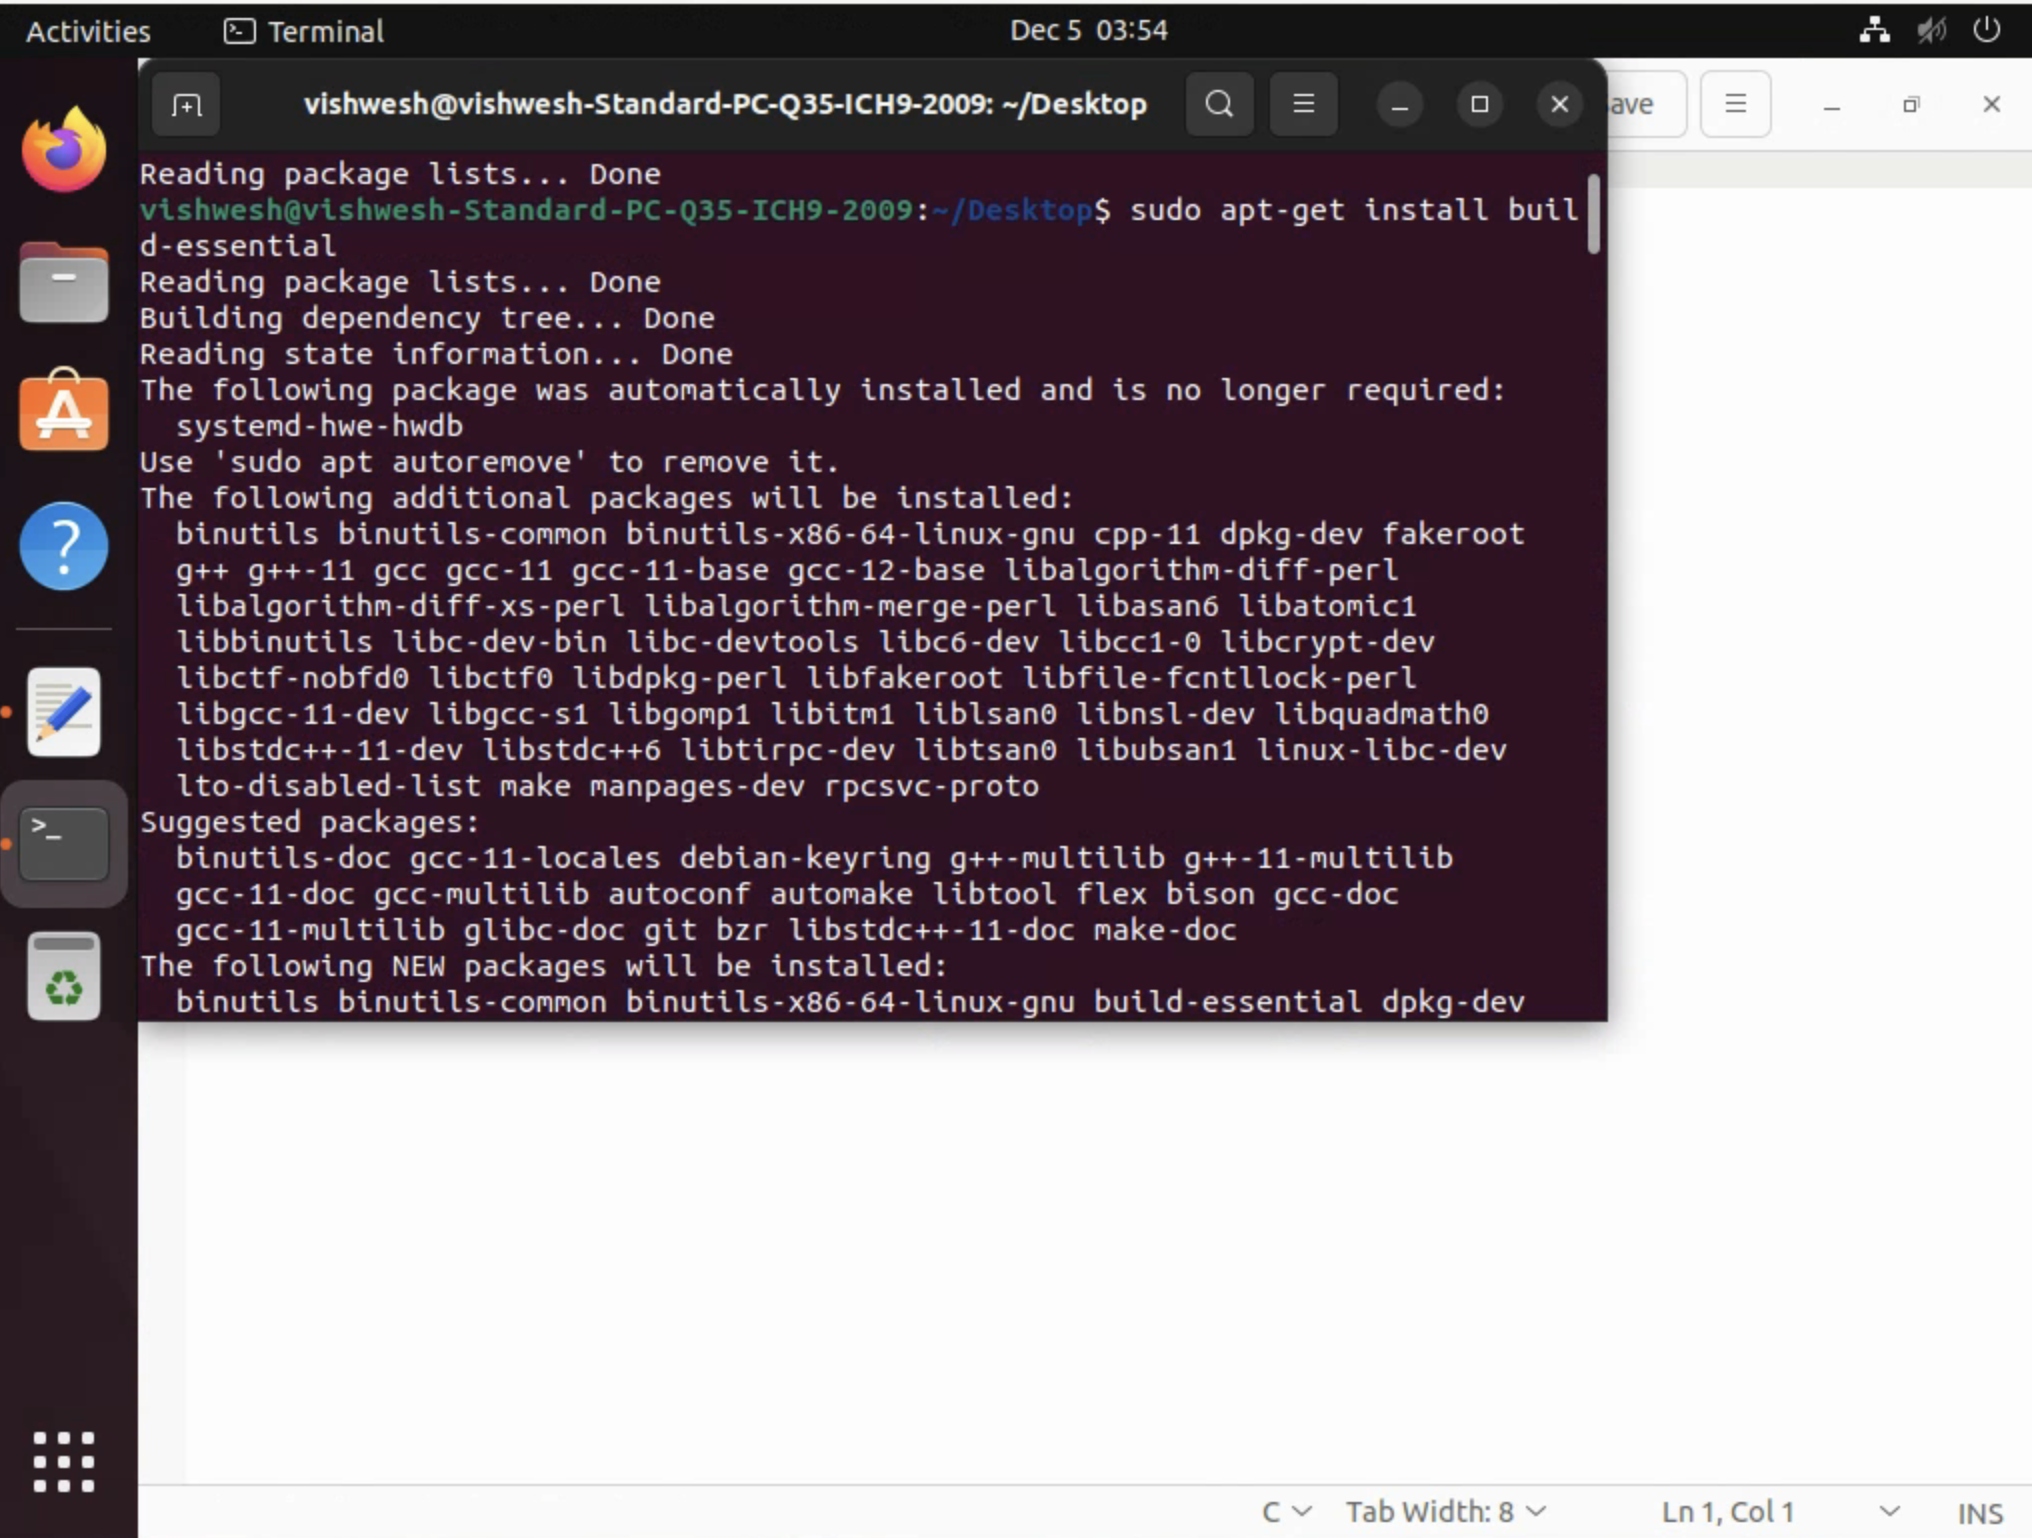 Activities
Terminal
Dec 5 03:54
vishwesh@vishwesh-Standard-PC-Q35-ICH9-2009: ~/Desktop
ave
Reading package lists... Done
vishwesh@vishwesh-Standard-PC-Q35-ICH9-2009:~/Desktop$ sudo apt-get install buil
d-essential
Reading package lists... Done
Building dependency tree... Done
Reading state information... Done
The following package was automatically installed and is no longer required:
systemd-hwe-hwdb
Use 'sudo apt autoremove' to remove it.
The following additional packages will be installed:
binutils binutils-common binutils-x86-64-linux-gnu cpp-11 dpkg-dev fakeroot
g++ g++-11 gcc gcc-11 gcc-11-base gcc-12-base libalgorithm-diff-perl
libalgorithm-diff-xs-perl libalgorithm-merge-perl libasan6 libatomic1
libbinutils libc-dev-bin libc-devtools libc6-dev libcc1-0 libcrypt-dev
libctf-nobfd0 libctf0 libdpkg-perl libfakeroot libfile-fcntllock-perl
libgcc-11-dev libgcc-s1 libgomp1 libitm1 liblsan0 libnsl-dev libquadmath0
libstdc++-11-dev libstdc++6 libtirpc-dev libtsan0 libubsan1 linux-libc-dev
lto-disabled-list make manpages-dev rpcsvc-proto
Suggested packages:
binutils-doc gcc-11-locales debian-keyring g++-multilib g++-11-multilib
gcc-11-doc gcc-multilib autoconf automake libtool flex bison gcc-doc
gcc-11-multilib glibc-doc git bzr libstdc++-11-doc make-doc
The following NEW packages will be installed:
binutils binutils-common binutils-x86-64-linux-gnu build-essential dpkg-dev
C
Tab Width: 8
Ln 1, Col 1
INS